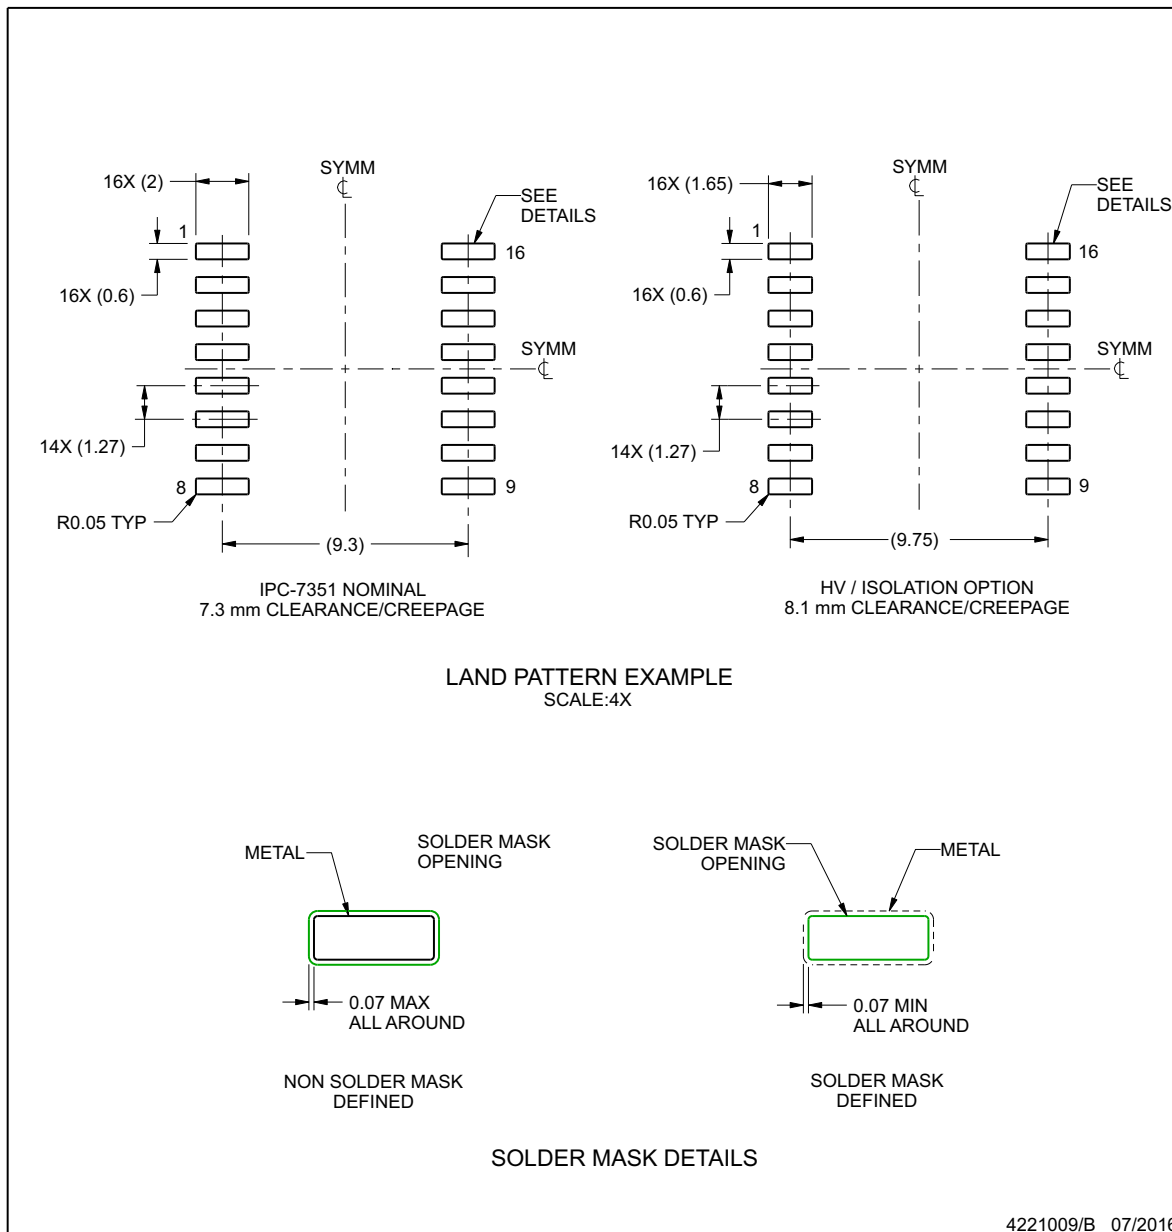 SYMM
16X (2)
SEE
DETAILS
1
16
16X (0.6)
SYMM
14X (1.27)
8
9
R0.05 TYP
(9.3)
IPC-7351 NOMINAL
7.3 mm CLEARANCE/CREEPAGE
SYMM
16X (1.65)
SEE
DETAILS
1
16
16X (0.6)
SYMM
14X (1.27)
8
9
R0.05 TYP
(9.75)
HV / ISOLATION OPTION
8.1 mm CLEARANCE/CREEPAGE
LAND PATTERN EXAMPLE
SCALE:4X
METAL
SOLDER MASK
OPENING
0.07 MAX
ALL AROUND
NON SOLDER MASK
DEFINED
SOLDER MASK
OPENING
METAL
0.07 MIN
ALL AROUND
SOLDER MASK
DEFINED
SOLDER MASK DETAILS
4221009/B 07/2016